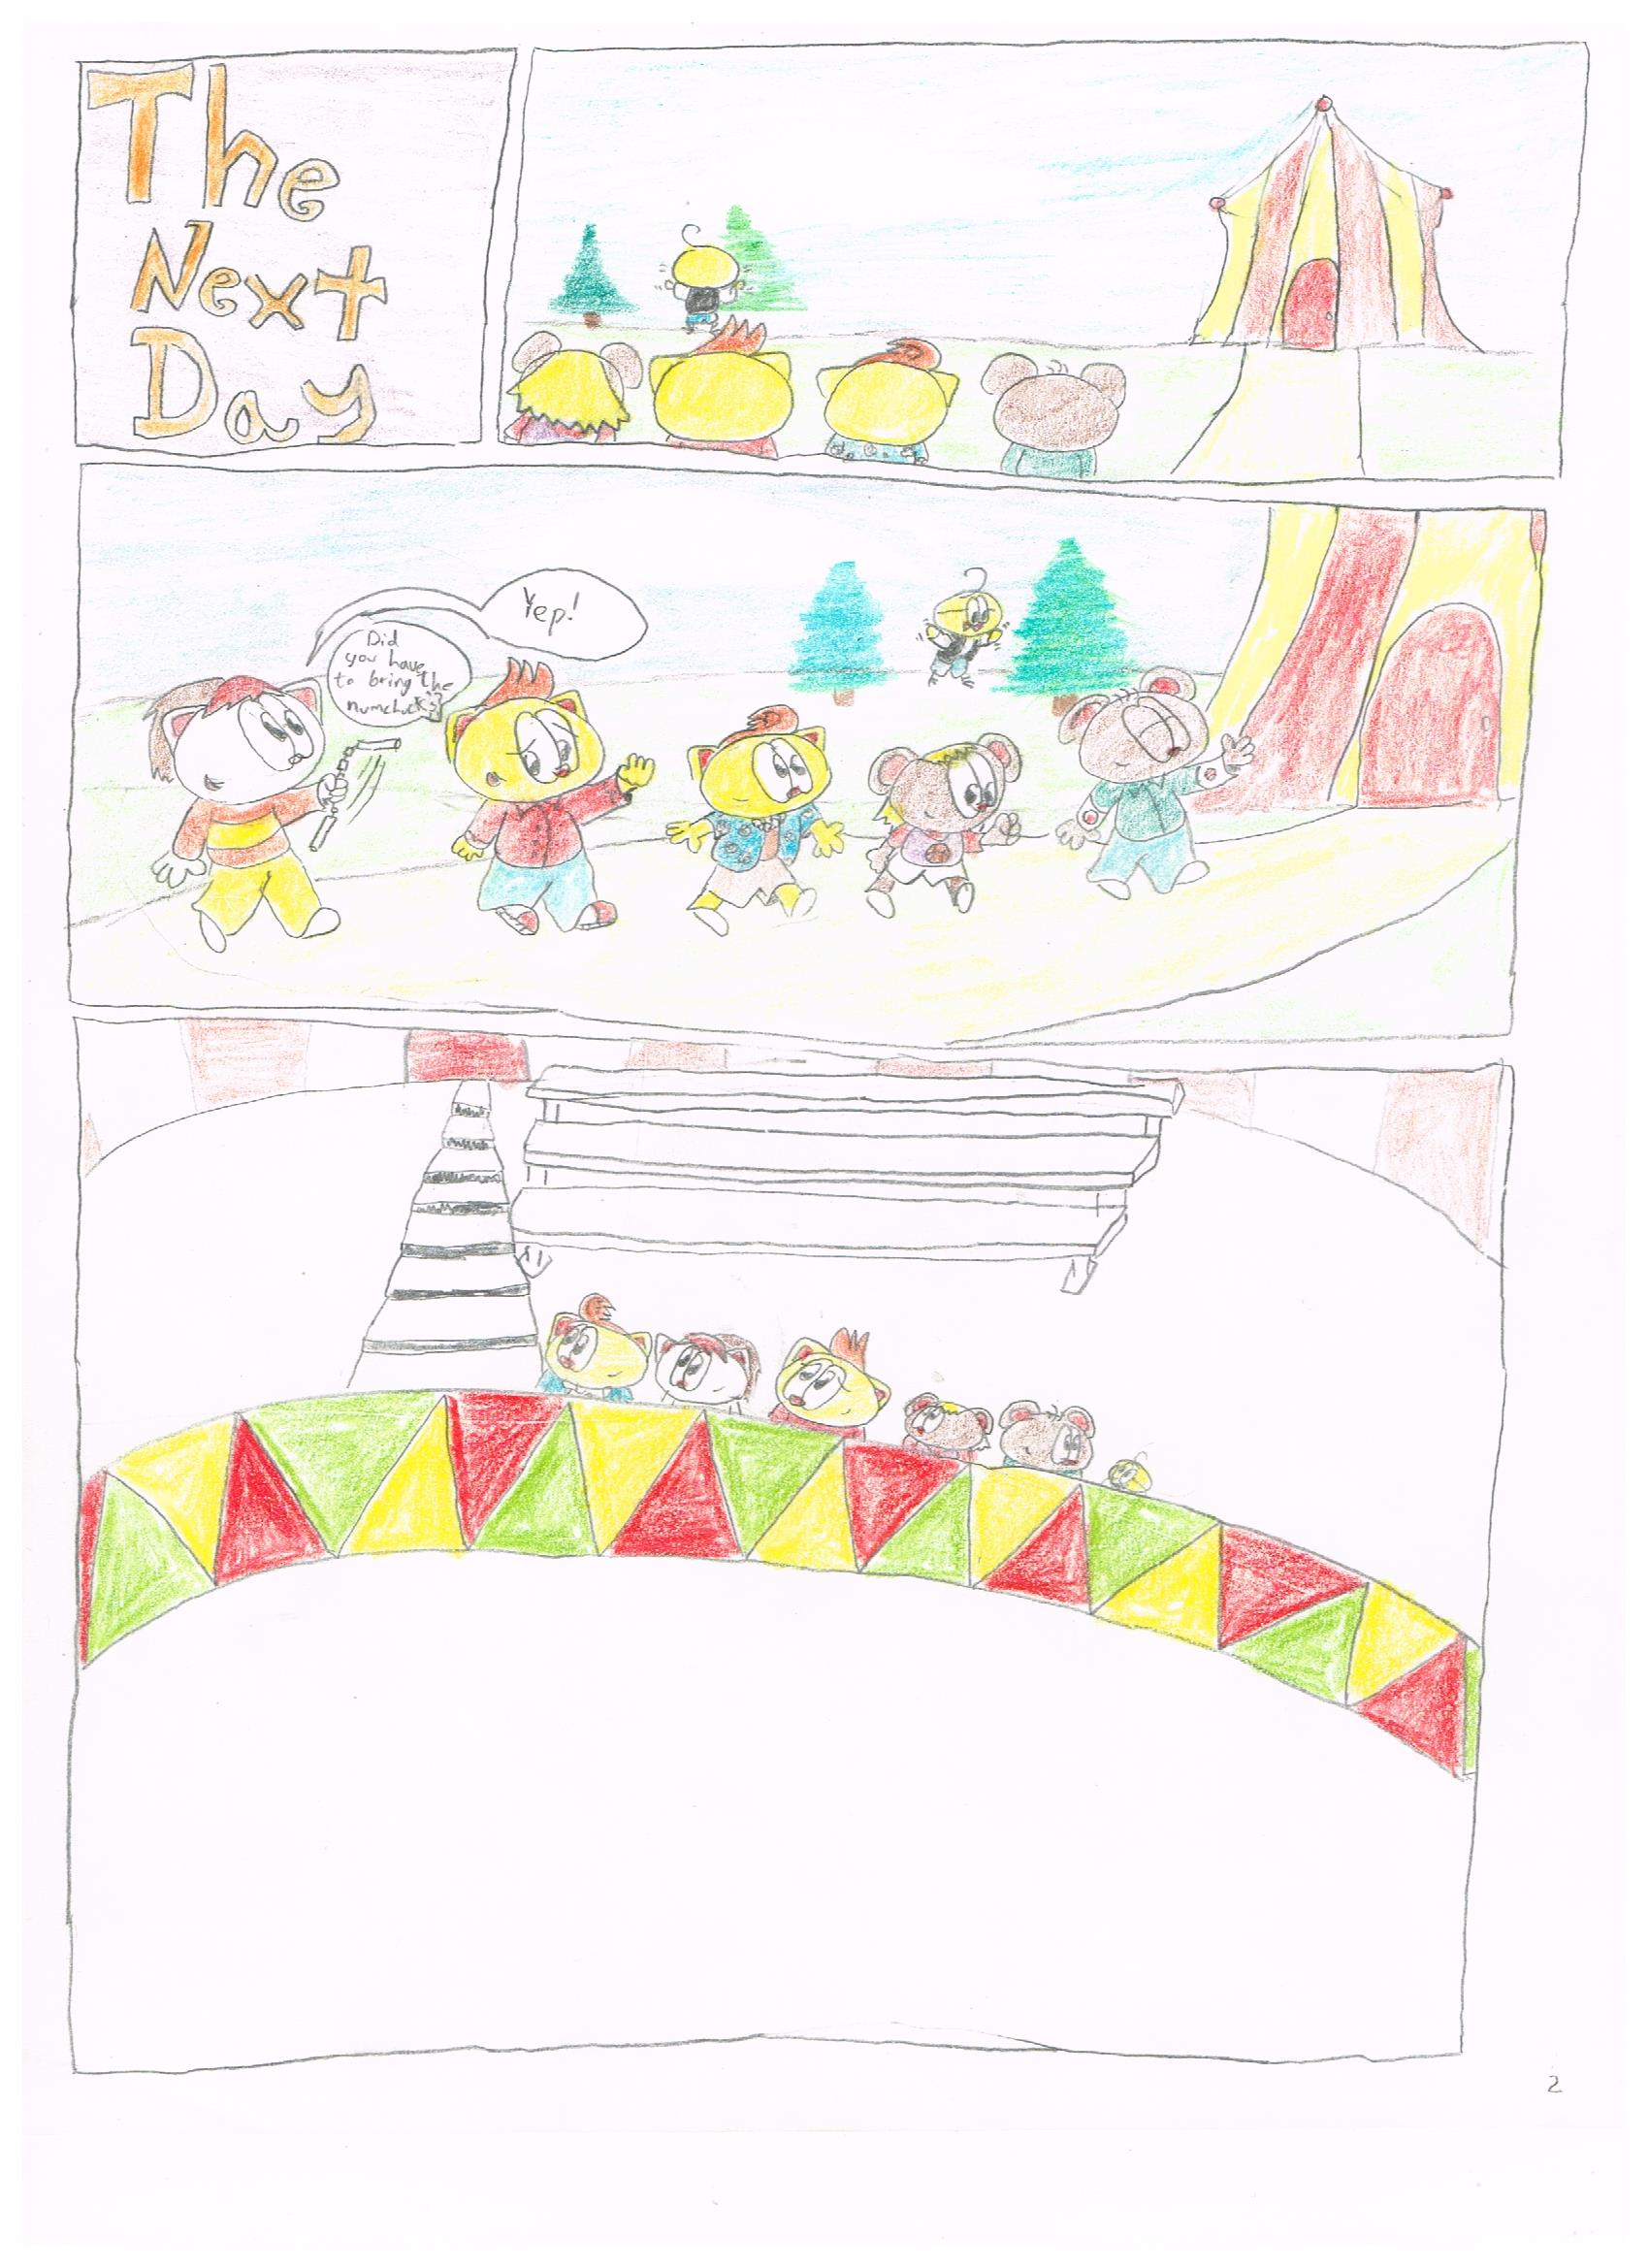 The
Next
Day
Did
you have
to bring the
numchucks?
Yep!
2